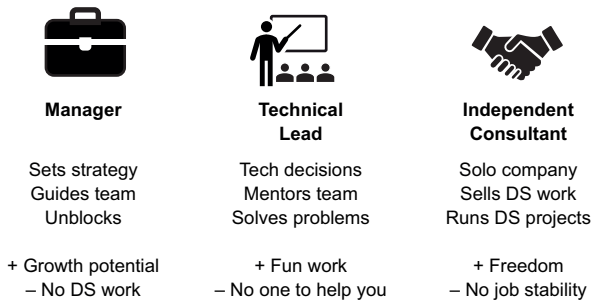 Manager
Sets strategy
Guides team
Unblocks
+ Growth potential
– No DS work
Technical
Lead
Tech decisions
Mentors team
Solves problems
+ Fun work
– No one to help you
Independent
Consultant
Solo company
Sells DS work
Runs DS projects
+ Freedom
– No job stability